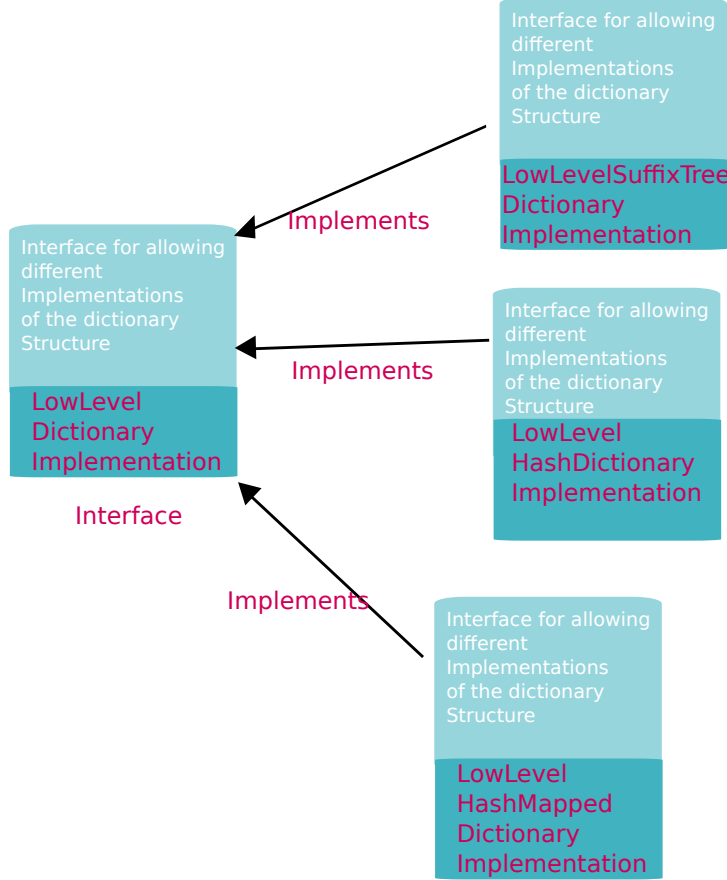 Interface for allowing
different
Implementations
of the dictionary
Structure
LowLevelSuffixTree
Dictionary
Implementation
Implements
Interface for allowing
different
Implementations
of the dictionary
Structure
LowLevel
Dictionary
Implementation
Interface
Implements
Interface for allowing
different
Implementations
of the dictionary
Structure
LowLevel
HashDictionary
Implementation
Implements
Interface for allowing
different
Implementations
of the dictionary
Structure
LowLevel
HashMapped
Dictionary
Implementation